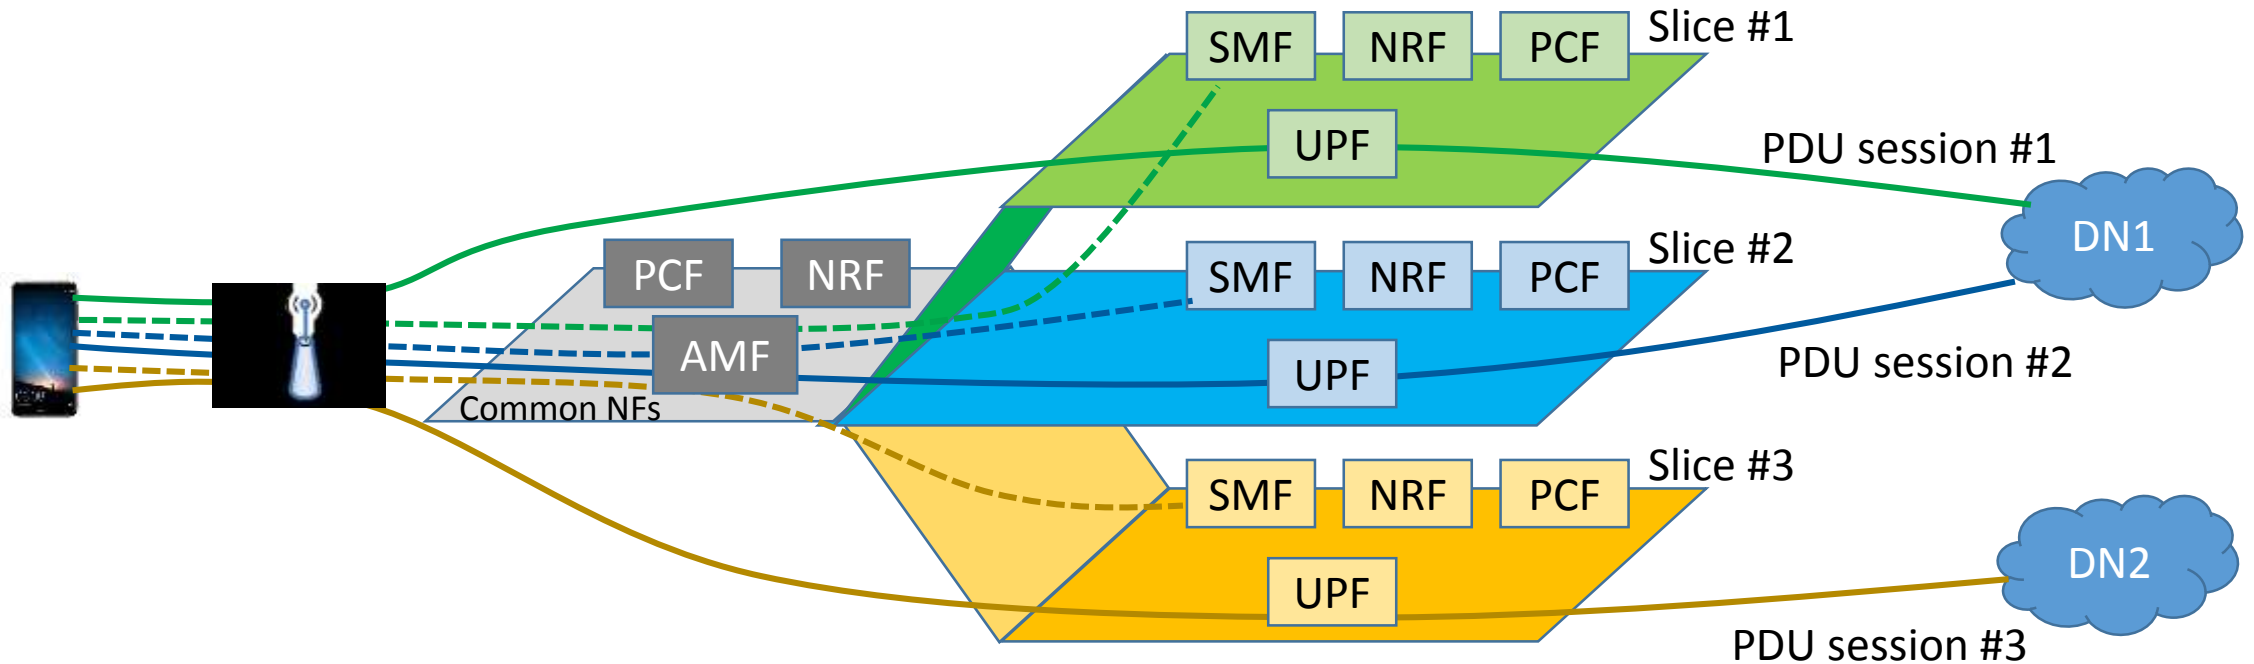 SMF NRF PCF Slice #1
UPF
PDU session #1
DN1
PCF NRF
AMF
Common NFs
SMF NRF PCF Slice #2
UPF
PDU session #2
SMF NRF PCF Slice #3
UPF
DN2
PDU session #3